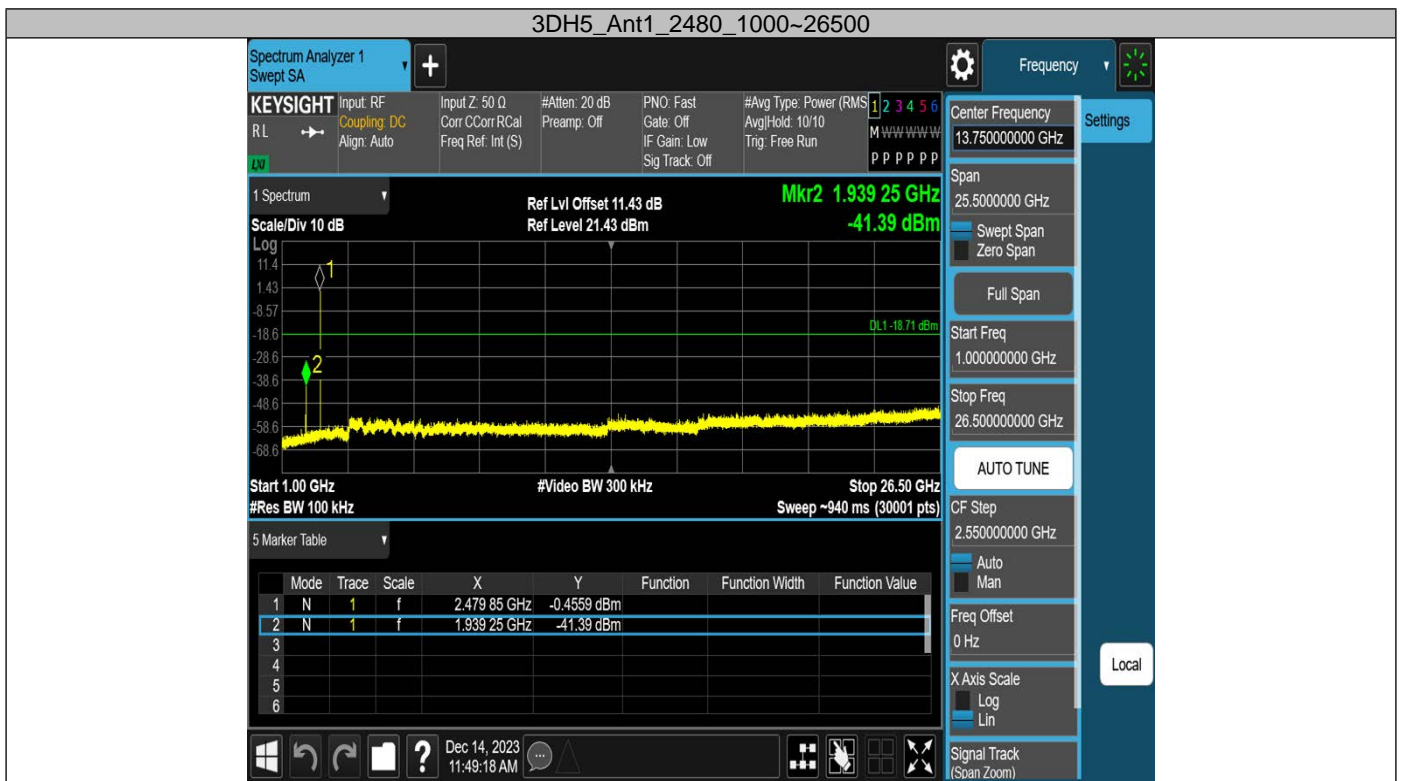 3DH5_Ant1_2480_1000~26500
Spectrum Analyzer 1
Swept SA
+
Frequency
KEYSIGHT
RL
LXI
Input: RF
Coupling: DC
Align: Auto
Input Z: 50 Ω
Corr CCorr RCal
Freq Ref: Int (S)
#Atten: 20 dB
Preamp: Off
PNO: Fast
Gate: Off
IF Gain: Low
Sig Track: Off
#Avg Type: Power (RMS
Avg|Hold: 10/10
Trig: Free Run
1 2 3 4 5 6
M W W W W W
P P P P P P
1 Spectrum
Scale/Div 10 dB
Log
Ref Lvl Offset 11.43 dB
Ref Level 21.43 dBm
Mkr2 1.939 25 GHz
-41.39 dBm
11.4
1.43
-8.57
-18.6
-28.6
-38.6
-48.6
-58.6
-68.6
1
2
DL1 -18.71 dBm
Start 1.00 GHz
#Res BW 100 kHz
#Video BW 300 kHz
Stop 26.50 GHz
Sweep ~940 ms (30001 pts)
5 Marker Table
Mode Trace Scale X Y Function Function Width Function Value
1 N 1 f 2.479 85 GHz -0.4559 dBm
2 N 1 f 1.939 25 GHz -41.39 dBm
3
4
5
6
Center Frequency
13.750000000 GHz
Settings
Span
25.5000000 GHz
Swept Span
Zero Span
Full Span
Start Freq
1.000000000 GHz
Stop Freq
26.500000000 GHz
AUTO TUNE
CF Step
2.550000000 GHz
Auto
Man
Freq Offset
0 Hz
X Axis Scale
Log
Lin
Signal Track
(Span Zoom)
Local
?
Dec 14, 2023
11:49:18 AM